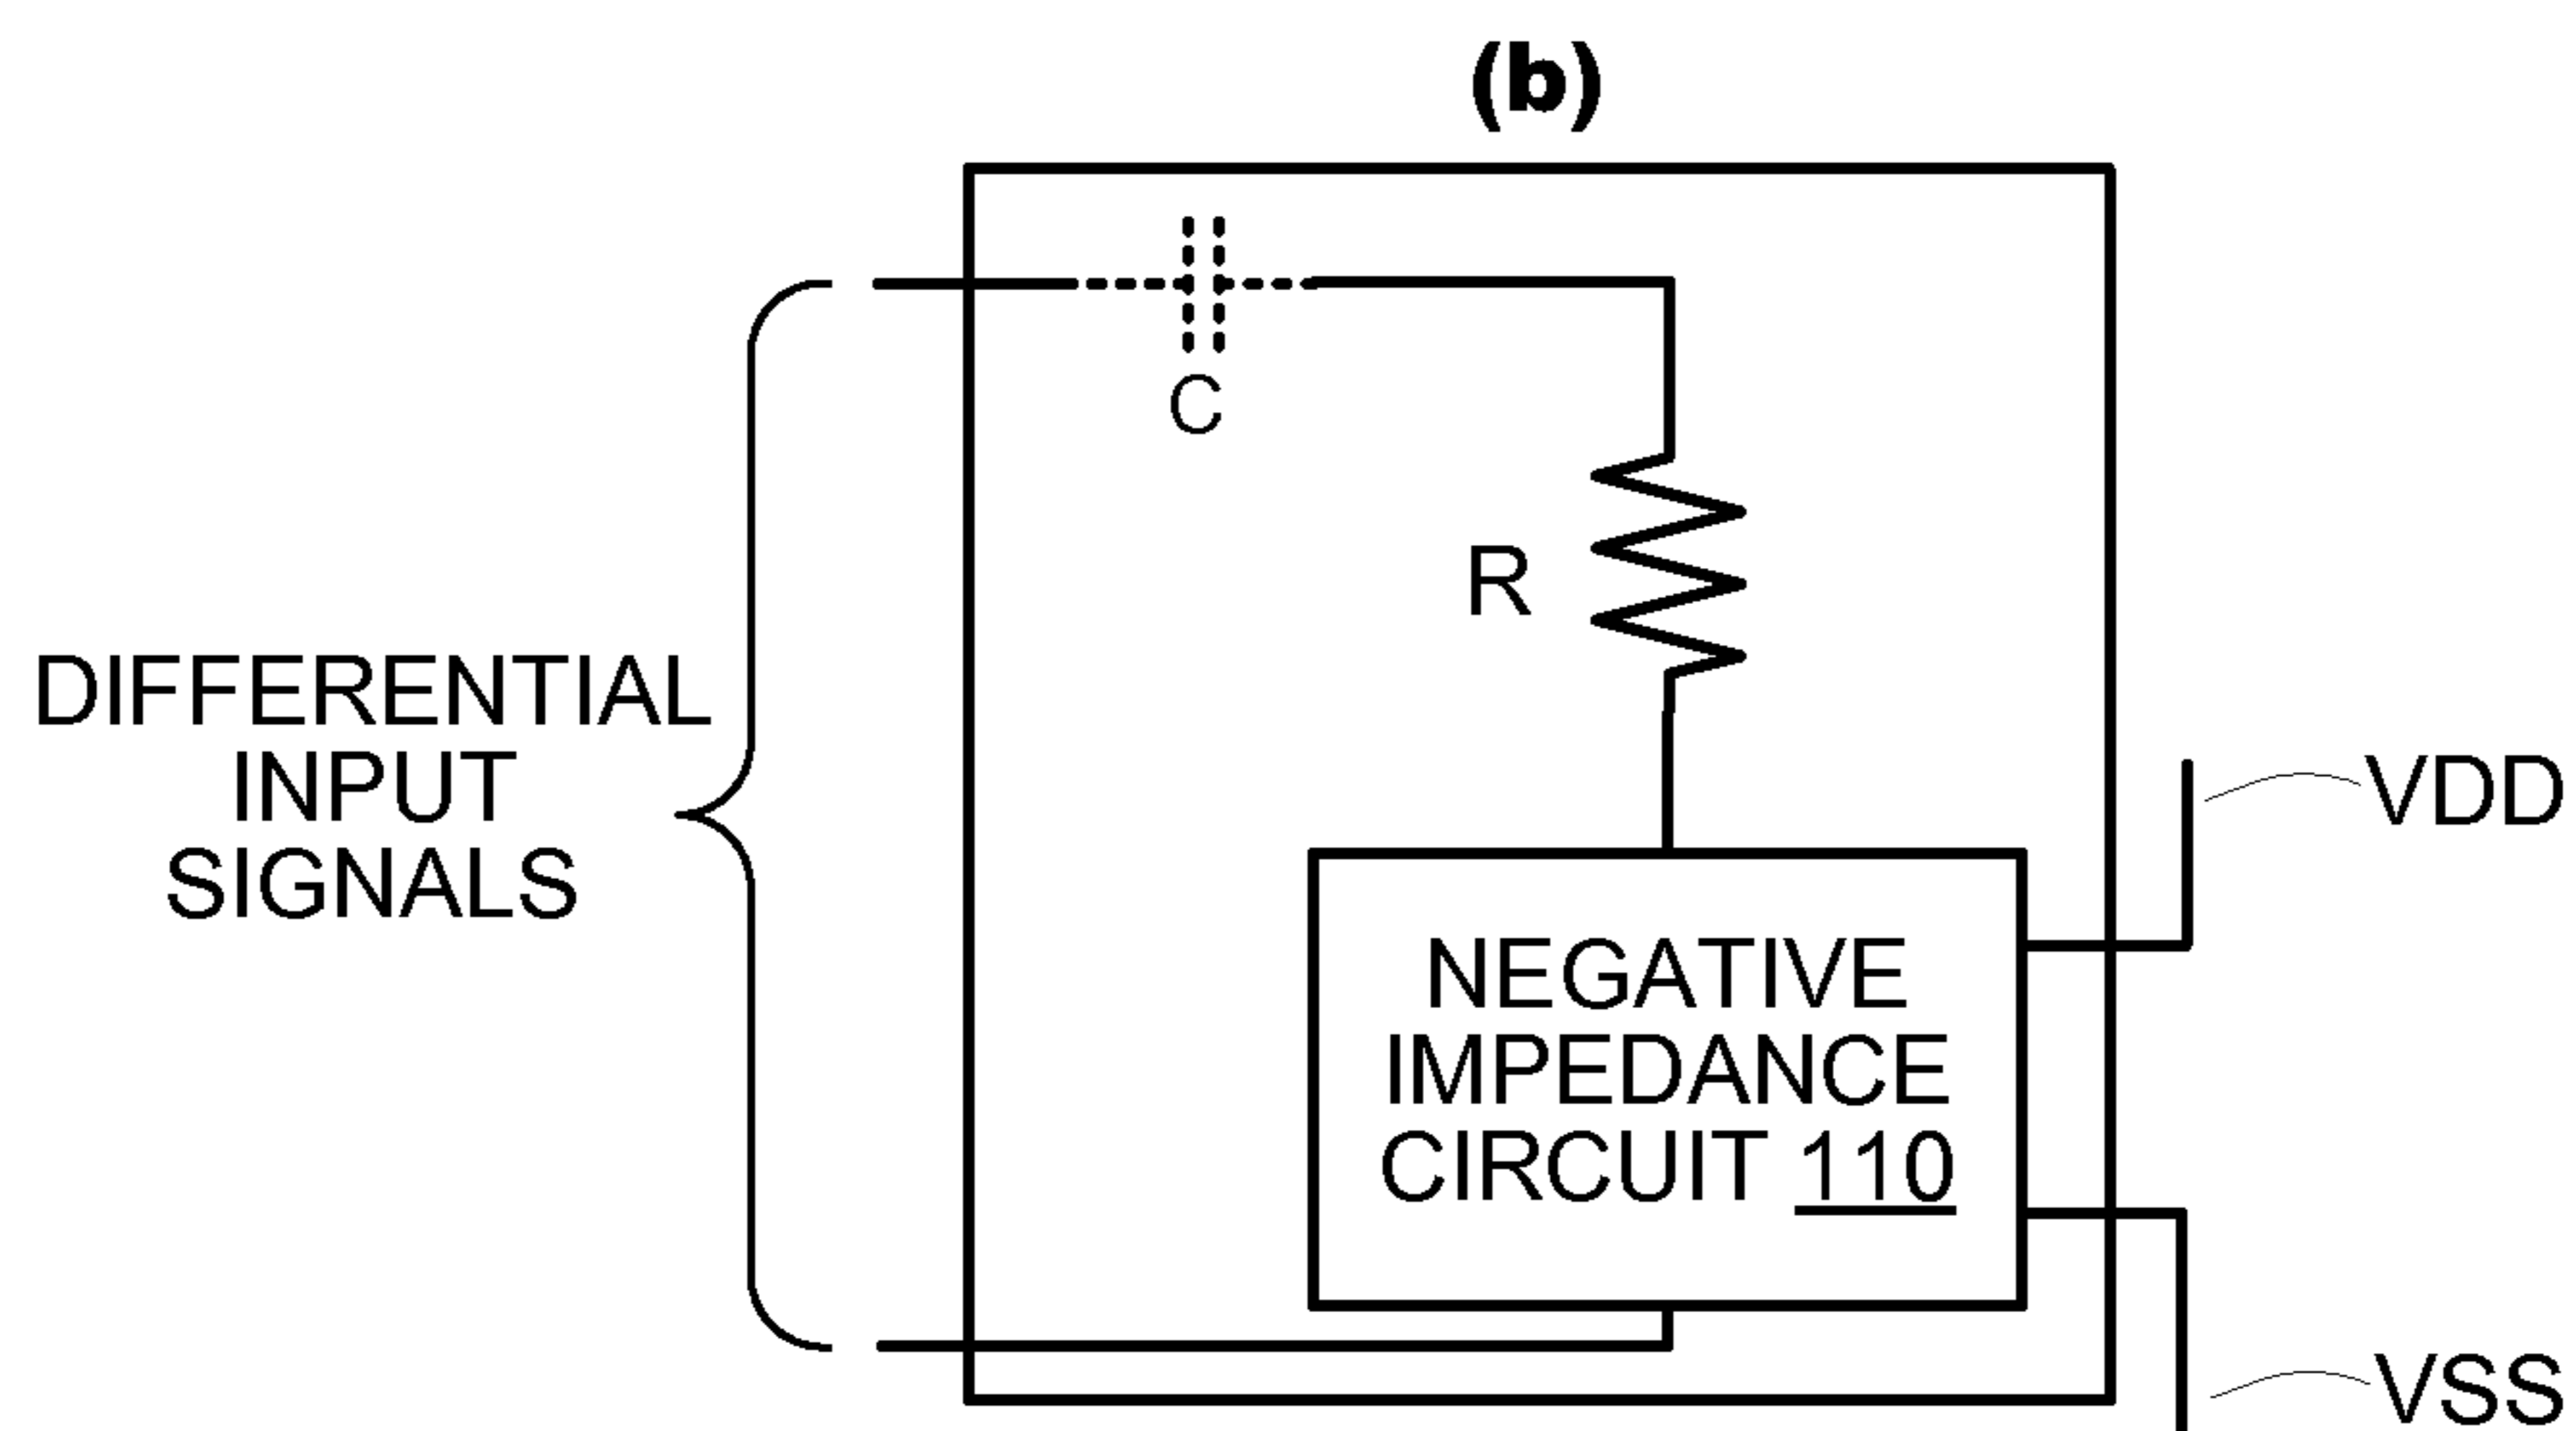 (b)
C
R
DIFFERENTIAL
INPUT
SIGNALS
VDD
NEGATIVE
IMPEDANCE
CIRCUIT 110
VSS